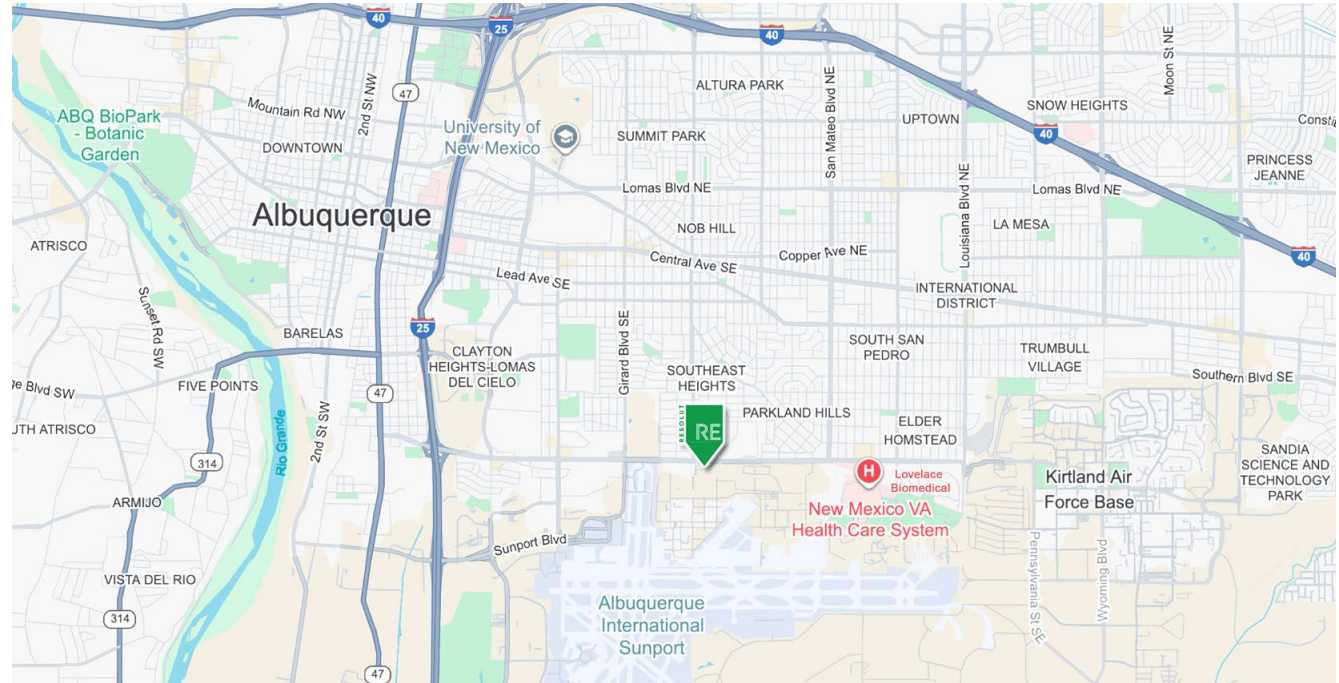 40
25
40
47
2nd St NW
Mountain Rd NW
ABQ BioPark
- Botanic
Garden
DOWNTOWN
University of
New Mexico
ALTURA PARK
SUMMIT PARK
San Mateo Blvd NE
UPTOWN
SNOW HEIGHTS
Moon St NE
Consti
40
PRINCESS
JEANNE
Lomas Blvd NE
Lomas Blvd NE
Albuquerque
NOB HILL
LA MESA
Louisiana Blvd NE
ATRISCO
Central Ave SE
Copper Ave NE
40
Lead Ave SE
INTERNATIONAL
DISTRICT
Sunset Rd SW
BARELAS
25
Girard Blvd SE
CLAYTON
HEIGHTS-LOMAS
DEL CIELO
SOUTH SAN
PEDRO
TRUMBULL
VILLAGE
Southern Blvd SE
ge Blvd SW
FIVE POINTS
47
SOUTHEAST
HEIGHTS
PARKLAND HILLS
ELDER
HOMSTEAD
RESOLUT
RE
UTH ATRISCO
2nd St SW
Rio Grande
314
H
Lovelace
Biomedical
SANDIA
SCIENCE AND
TECHNOLOGY
PARK
Kirtland Air
Force Base
ARMIJO
New Mexico VA
Health Care System
Sunport Blvd
Pennsylvania St SE
Wyoming Blvd
VISTA DEL RIO
314
Albuquerque
International
Sunport
47